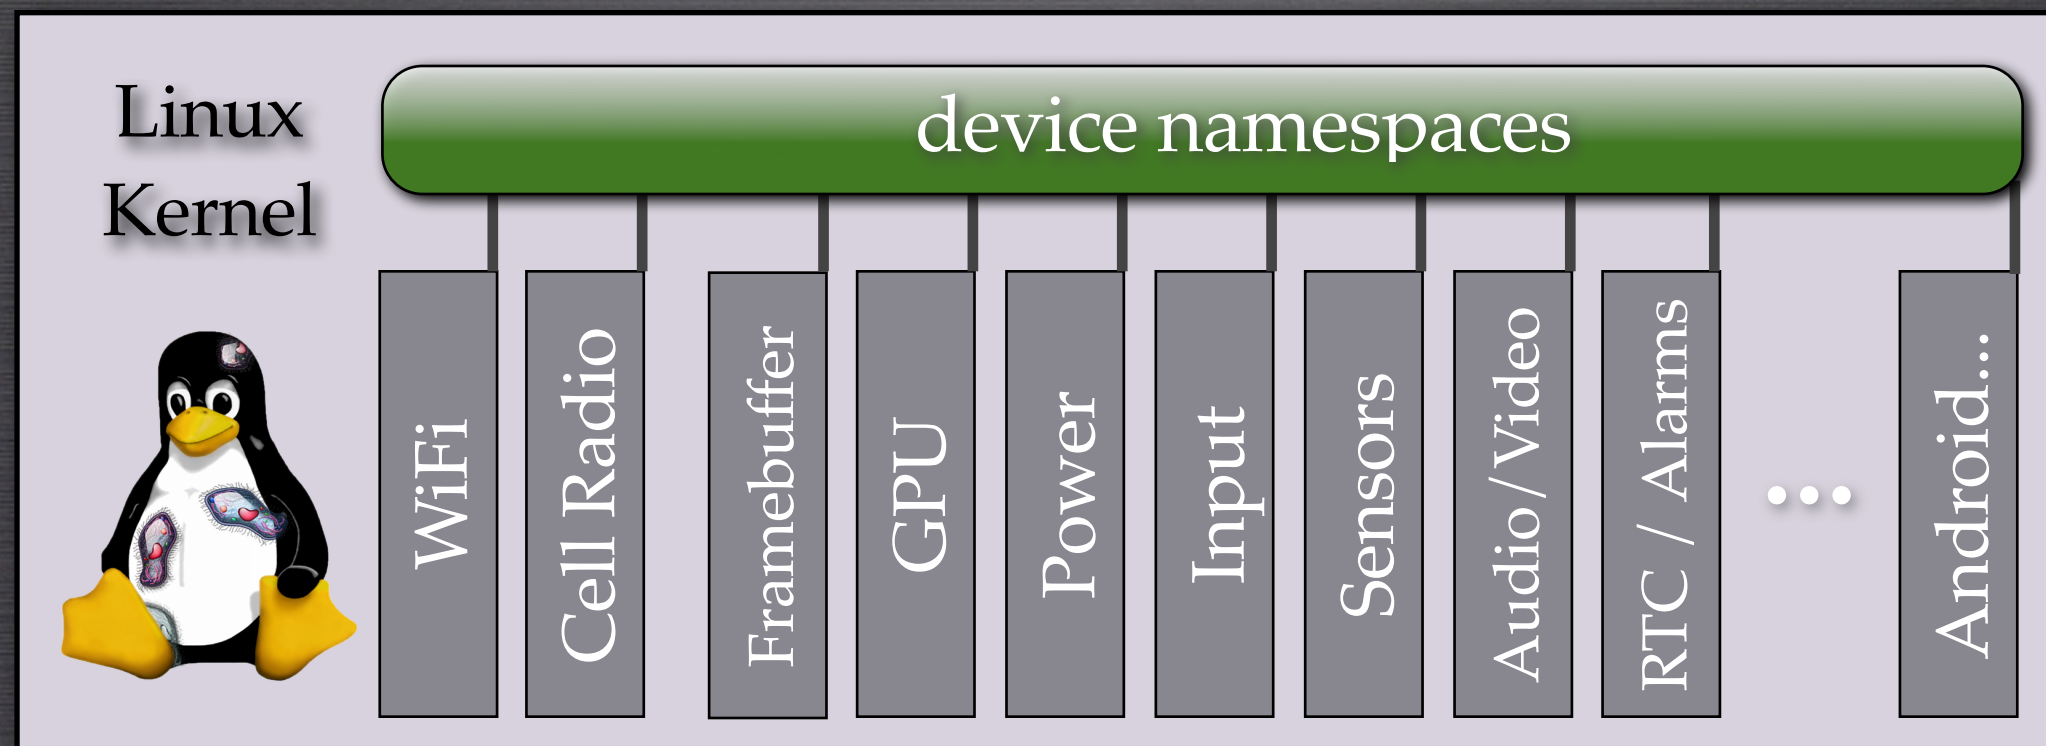 Linux
Kernel
device namespaces
WiFi
Cell Radio
Framebuffer
GPU
Power
Input
Sensors
Audio/Video
RTC / Alarms
...
Android...